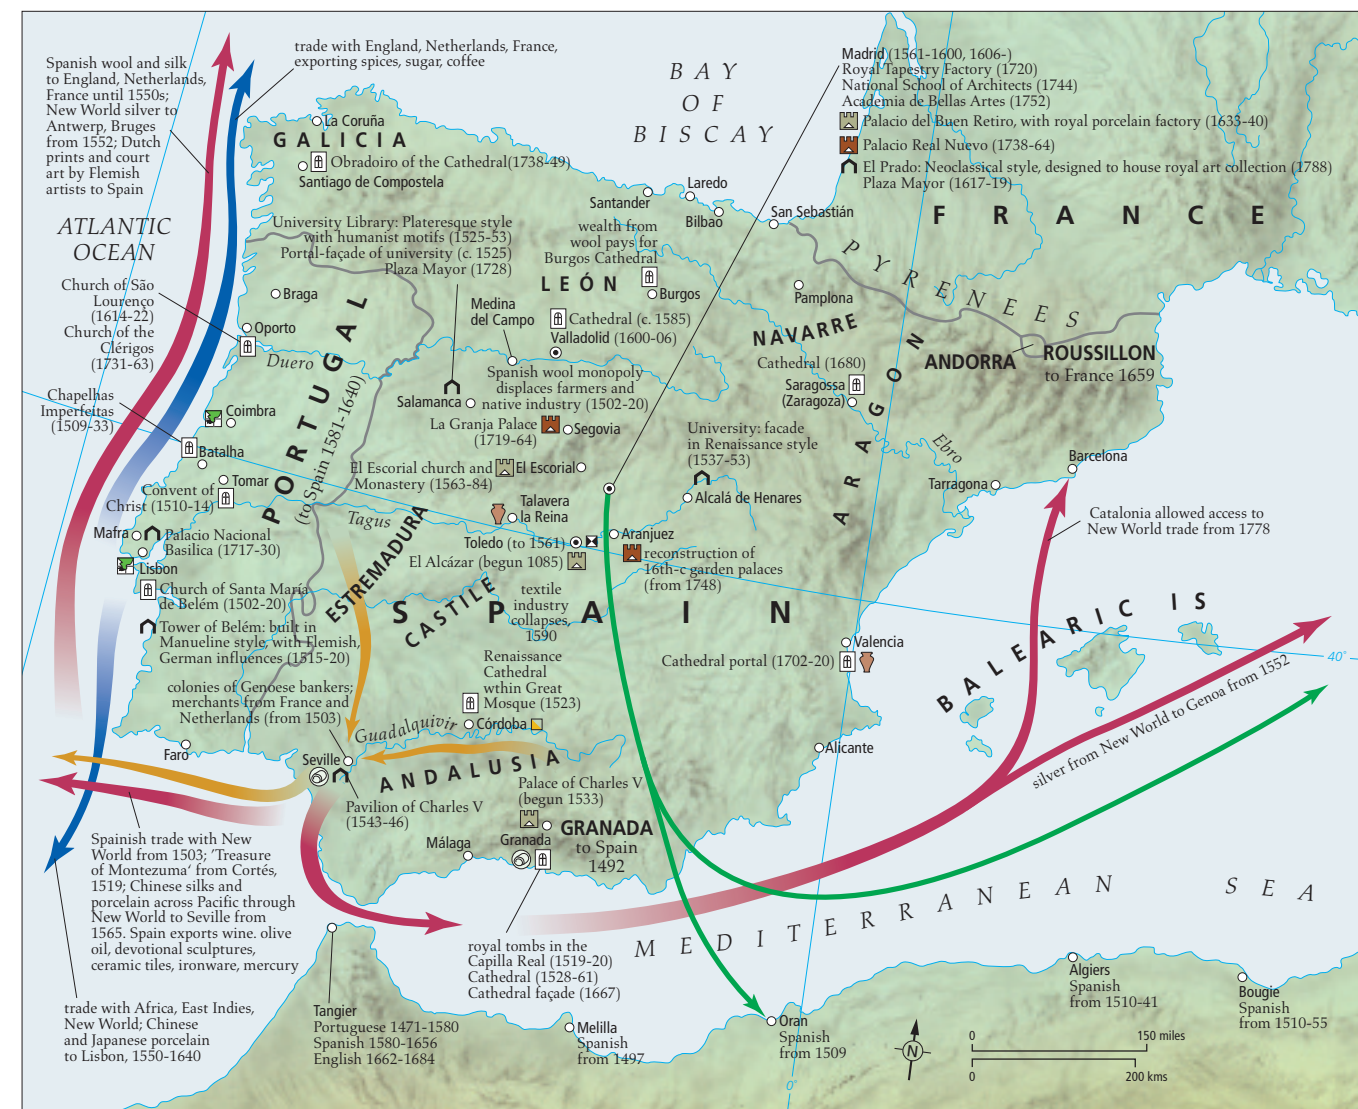 Spanish wool and silk
to England, Netherlands,
France until 1550s;
New World silver to
Antwerp, Bruges
from 1552; Dutch
prints and court
art by Flemish
artists to Spain
trade with England, Netherlands, France,
exporting spices, sugar, coffee
BAY
OF
BISCAY
Madrid (1561-1600, 1606-)
Royal Tapestry Factory (1720)
National School of Architects (1744)
Academia de Bellas Artes (1752)
Palacio del Buen Retiro, with royal porcelain factory (1633-40)
Palacio Real Nuevo (1738-64)
El Prado: Neoclassical style, designed to house royal art collection (1788)
Plaza Mayor (1617-19)
FRANCE
La Coruña
GALICIA
Obradoiro of the Cathedral(1738-49)
Santiago de Compostela
Laredo
Santander
Bilbao
San Sebastián
ATLANTIC
OCEAN
University Library: Plateresque style
with humanist motifs (1525-53)
Portal-façade of university (c. 1525)
Plaza Mayor (1728)
wealth from
wool pays for
Burgos Cathedral
LEÓN
Burgos
PYRENEES
Pamplona
NAVARRE
Church of São
Lourenço
(1614-22)
Church of the
Clérigos
(1731-63)
Braga
Oporto
Duero
PORTUGAL
(to Spain 1581-1640)
Medina
del Campo
Cathedral (c. 1585)
Valladolid (1600-06)
ANDORRA
ROUSSILLON
to France 1659
ARAGON
Cathedral (1680)
Saragossa
(Zaragoza)
Spanish wool monopoly
displaces farmers and
native industry (1502-20)
Salamanca
La Granja Palace
(1719-64)
Segovia
Chapelhas
Imperfeitas
(1509-33)
Coimbra
Batalha
University: facade
in Renaissance style
(1537-53)
Ebro
Barcelona
Tarragona
El Escorial church and
Monastery (1563-84)
El Escorial
Alcalá de Henares
Tomar
Convent of
Christ (1510-14)
Talavera
la Reina
Tagus
Catalonia allowed access to
New World trade from 1778
Mafra
Palacio Nacional
Basilica (1717-30)
Toledo (to 1561)
Aranjuez
El Alcázar (begun 1085)
reconstruction of
16th-c garden palaces
(from 1748)
Lisbon
Church of Santa María
de Belém (1502-20)
ESTREMADURA
CASTILE
SPAIN
textile
industry
collapses,
1590
BALEARIC IS
Tower of Belém: built in
Manueline style, with Flemish,
German influences (1515-20)
Valencia
Cathedral portal (1702-20)
40°
Renaissance
Cathedral
wthin Great
Mosque (1523)
silver from New World to Genoa from 1552
colonies of Genoese bankers;
merchants from France and
Netherlands (from 1503)
Guadalquivir
Córdoba
Faro
Seville
ANDALUSIA
Alicante
Pavilion of Charles V
(1543-46)
Palace of Charles V
(begun 1533)
GRANADA
to Spain
1492
Málaga
Granada
Spainish trade with New
World from 1503; 'Treasure
of Montezuma' from Cortés,
1519; Chinese silks and
porcelain across Pacific through
New World to Seville from
1565. Spain exports wine. olive
oil, devotional sculptures,
ceramic tiles, ironware, mercury
MEDITERRANEAN SEA
royal tombs in the
Capilla Real (1519-20)
Cathedral (1528-61)
Cathedral façade (1667)
trade with Africa, East Indies,
New World; Chinese
and Japanese porcelain
to Lisbon, 1550-1640
Tangier
Portuguese 1471-1580
Spanish 1580-1656
English 1662-1684
Melilla
Spanish
from 1497
Oran
Spanish
from 1509
Algiers
Spanish
from 1510-41
Bougie
Spanish
from 1510-55
N
0 150 miles
0 200 kms
0°